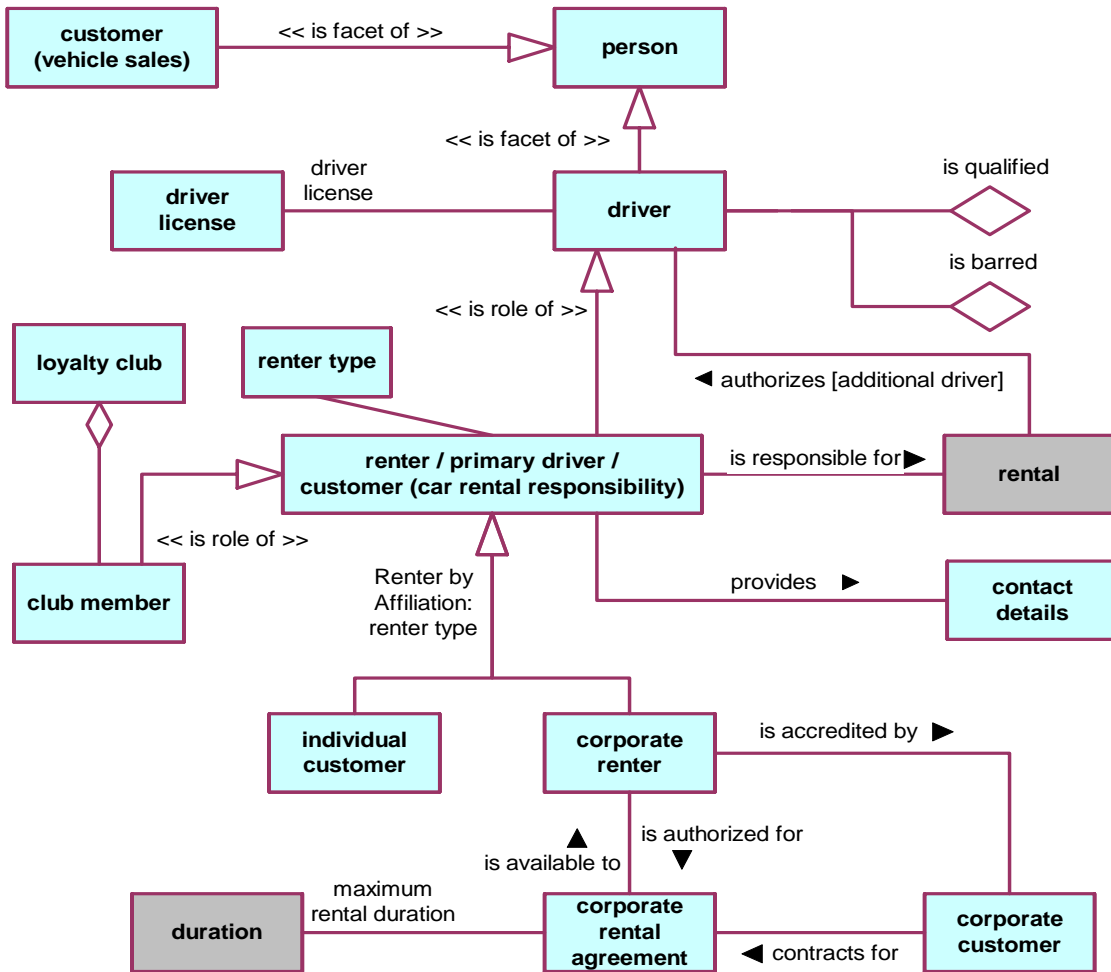 customer
(vehicle sales)
<< is facet of >>
person
<< is facet of >>
driver
license
driver
license
driver
is qualified
is barred
<< is role of >>
loyalty club
renter type
authorizes [additional driver]
renter / primary driver /
customer (car rental responsibility)
is responsible for
rental
<< is role of >>
club member
Renter by
Affiliation:
renter type
provides
contact
details
individual
customer
corporate
renter
is accredited by
is authorized for
is available to
duration
maximum
rental duration
corporate
rental
agreement
contracts for
corporate
customer